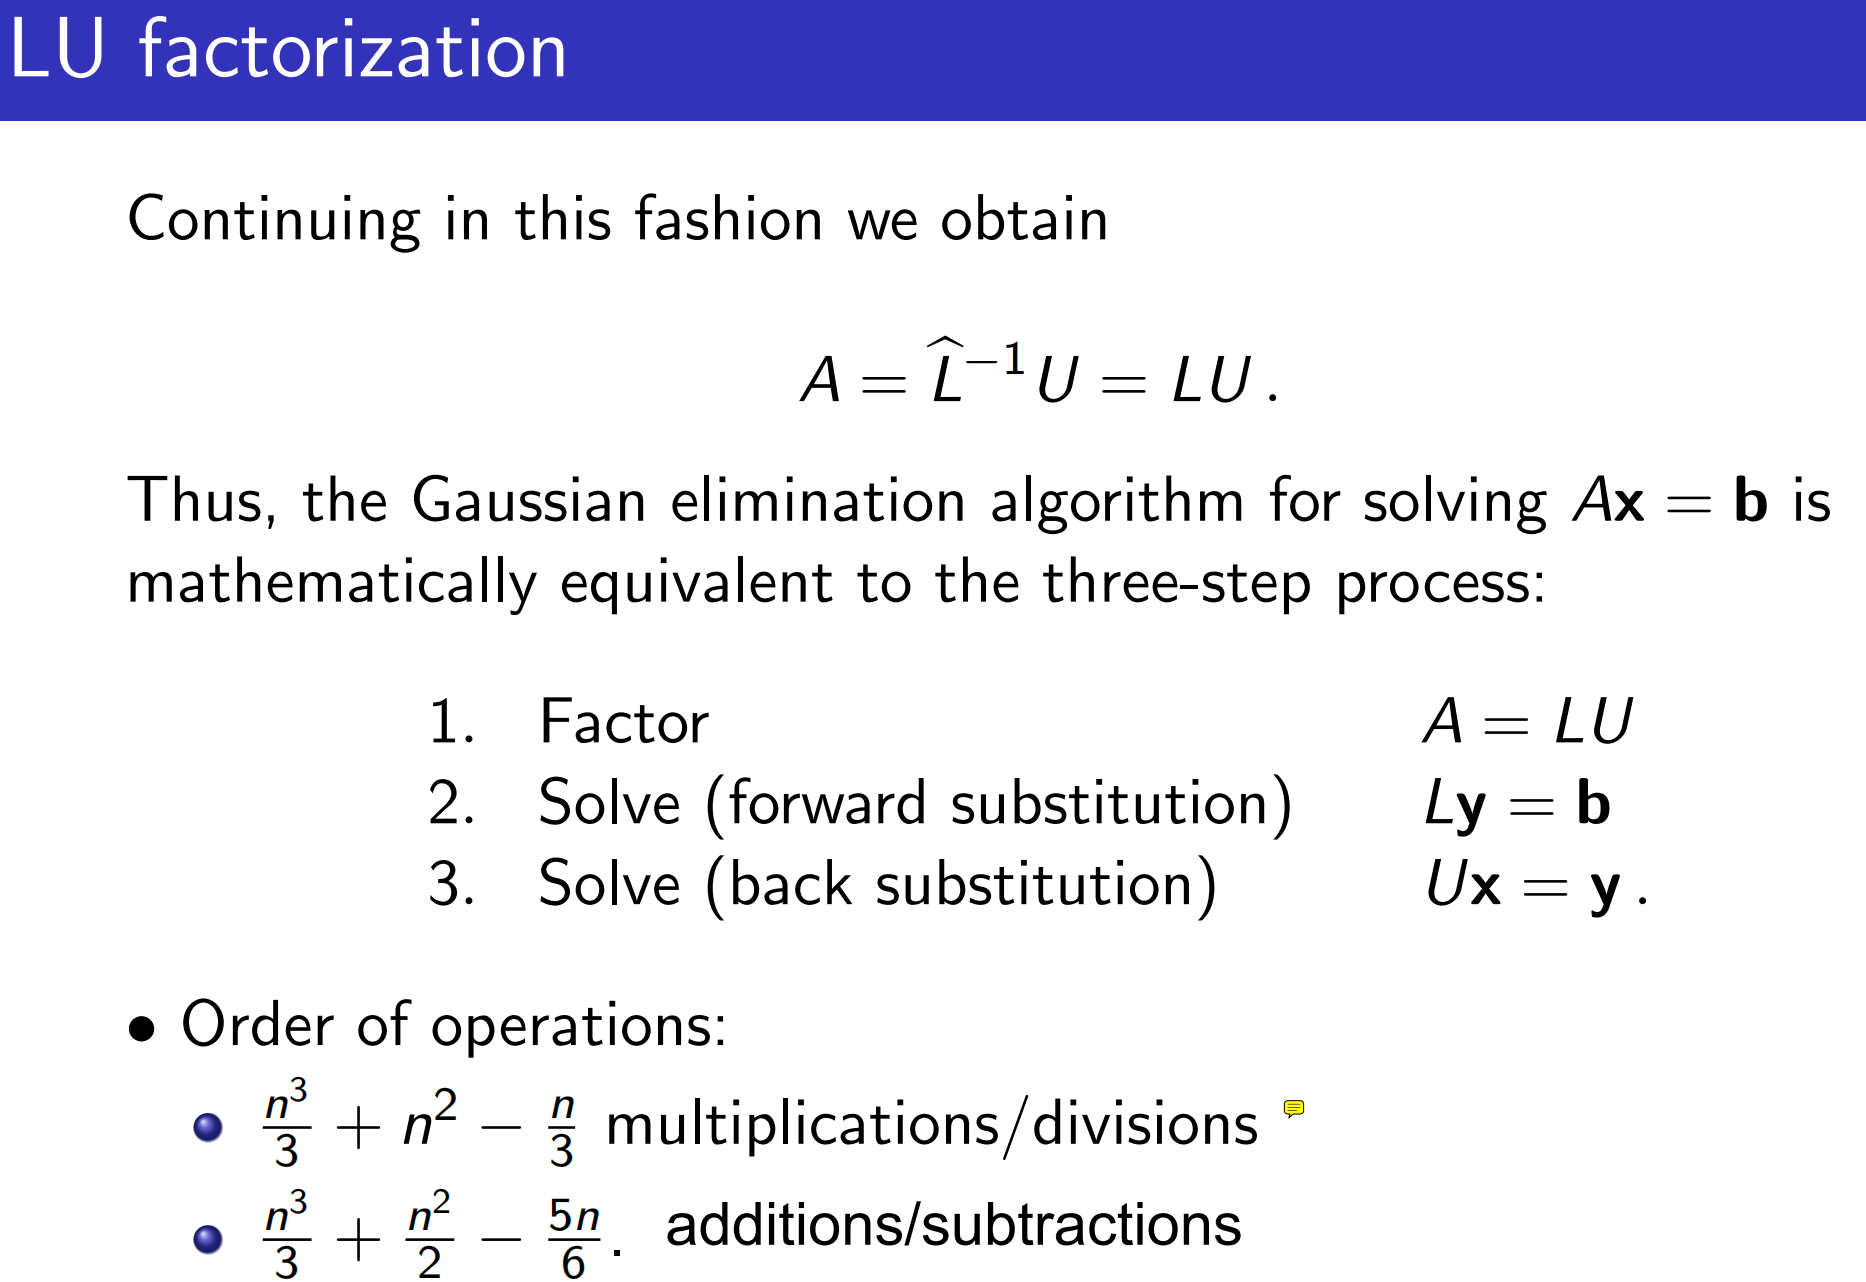 LU factorization
Continuing in this fashion we obtain
$A = \widehat{L}^{-1}U = LU\,.$
Thus, the Gaussian elimination algorithm for solving $A\mathbf{x} = \mathbf{b}$ is
mathematically equivalent to the three-step process:
1. Factor $A = LU$
2. Solve (forward substitution) $L\mathbf{y} = \mathbf{b}$
3. Solve (back substitution) $U\mathbf{x} = \mathbf{y}\,.$
• Order of operations:
$\frac{n^3}{3} + n^2 - \frac{n}{3}$ multiplications/divisions
$\frac{n^3}{3} + \frac{n^2}{2} - \frac{5n}{6}.$ additions/subtractions